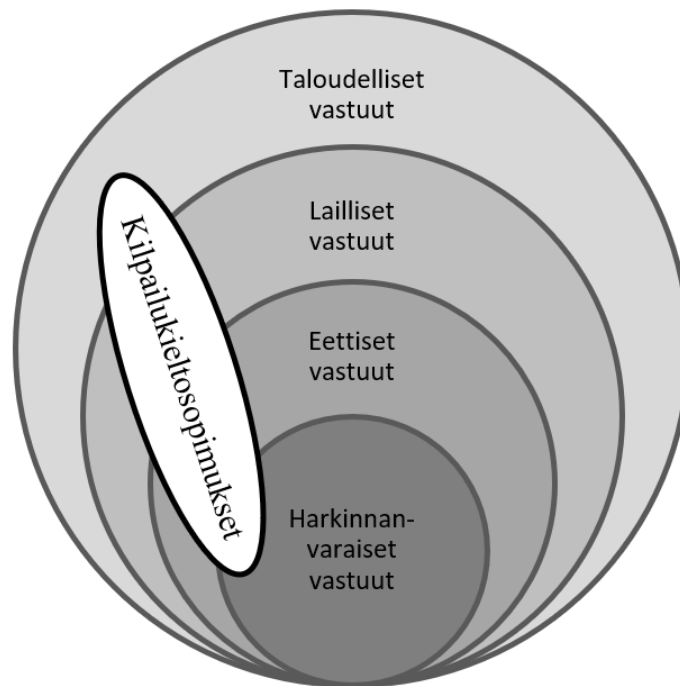 Taloudelliset
vastuut
Lailliset
vastuut
Kilpailukieltosopimukset
Eettiset
vastuut
Harkinnan-
varaiset
vastuut